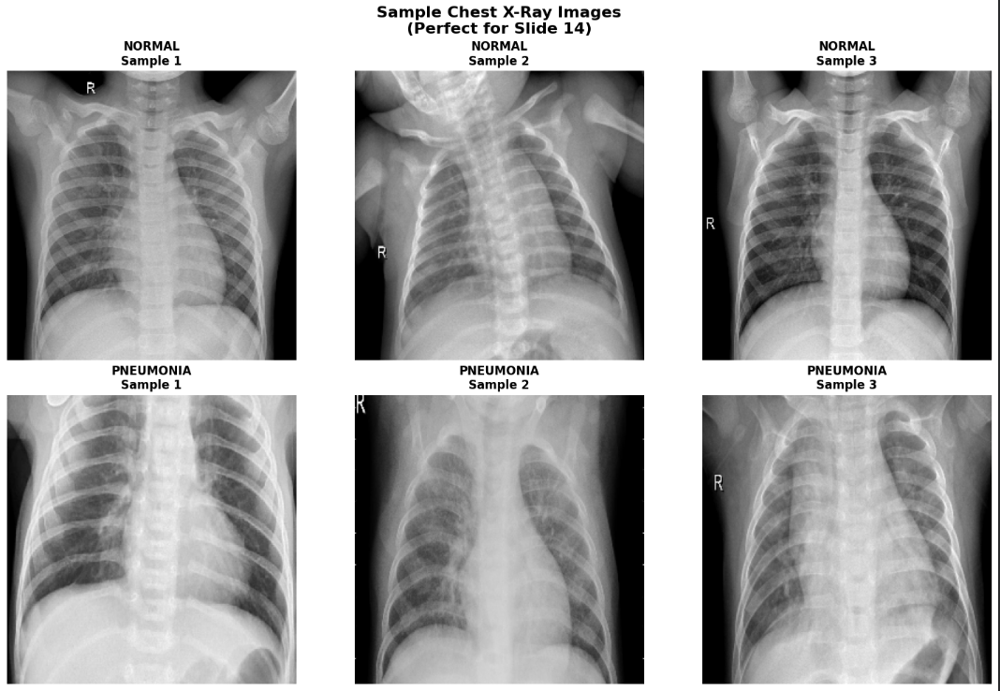 Sample Chest X-Ray Images
(Perfect for Slide 14)
NORMAL
Sample 1
NORMAL
Sample 2
NORMAL
Sample 3
R
R
R
PNEUMONIA
Sample 1
PNEUMONIA
Sample 2
PNEUMONIA
Sample 3
R
R